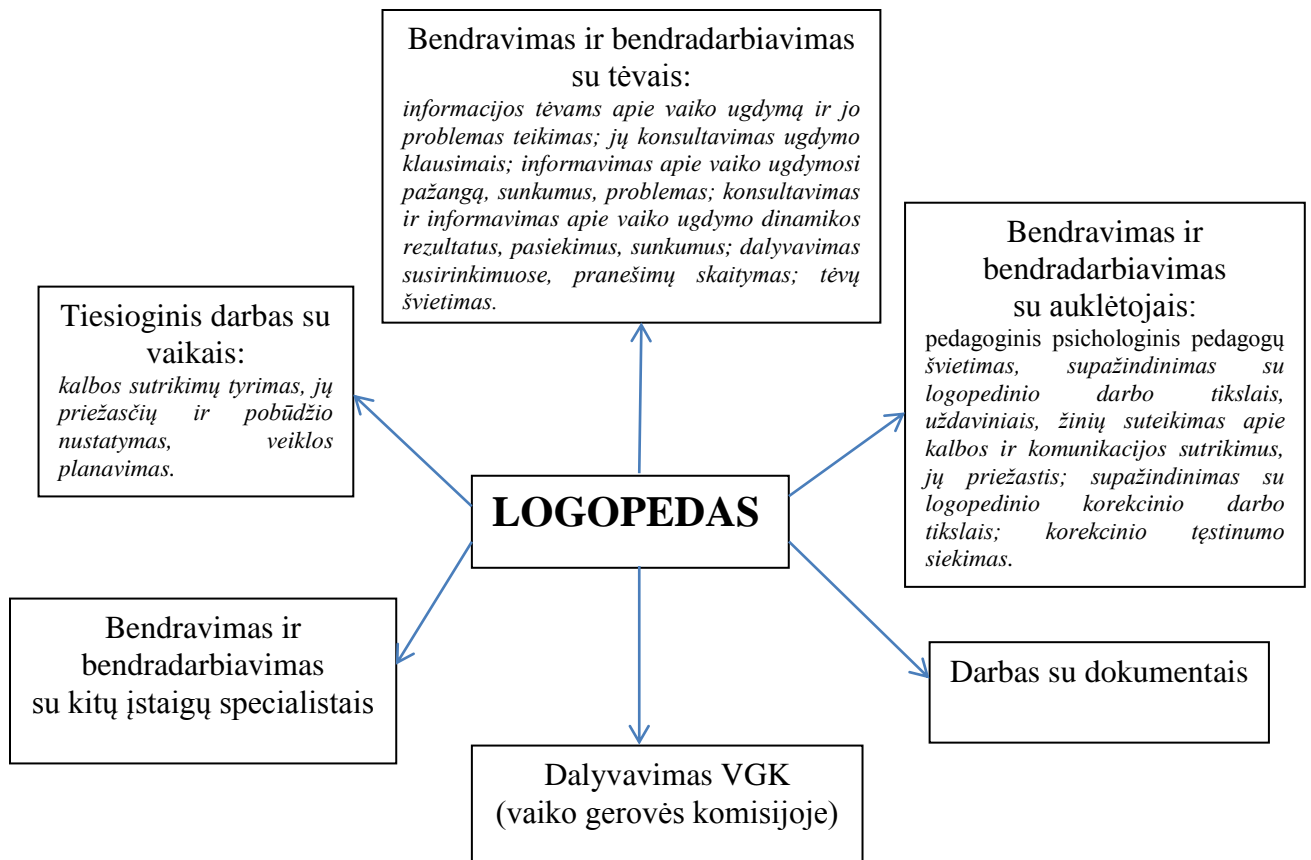 Bendravimas ir bendradarbiavimas
su tėvais:
informacijos tėvams apie vaiko ugdymą ir jo
problemas teikimas; jų konsultavimas ugdymo
klausimais; informavimas apie vaiko ugdymosi
pažangą, sunkumus, problemas; konsultavimas
ir informavimas apie vaiko ugdymo dinamikos
rezultatus, pasiekimus, sunkumus; dalyvavimas
susirinkimuose, pranešimų skaitymas; tėvų
švietimas.
Bendravimas ir
bendradarbiavimas
su auklėtojais:
pedagoginis psichologinis pedagogų
švietimas, supažindinimas su
logopedinio darbo tikslais,
uždaviniais, žinių suteikimas apie
kalbos ir komunikacijos sutrikimus,
jų priežastis; supažindinimas su
logopedinio korekcinio darbo
tikslais; korekcinio tęstinumo
siekimas.
Tiesioginis darbas su
vaikais:
kalbos sutrikimų tyrimas, jų
priežasčių ir pobūdžio
nustatymas, veiklos
planavimas.
LOGOPEDAS
Bendravimas ir
bendradarbiavimas
su kitų įstaigų specialistais
Darbas su dokumentais
Dalyvavimas VGK
(vaiko gerovės komisijoje)